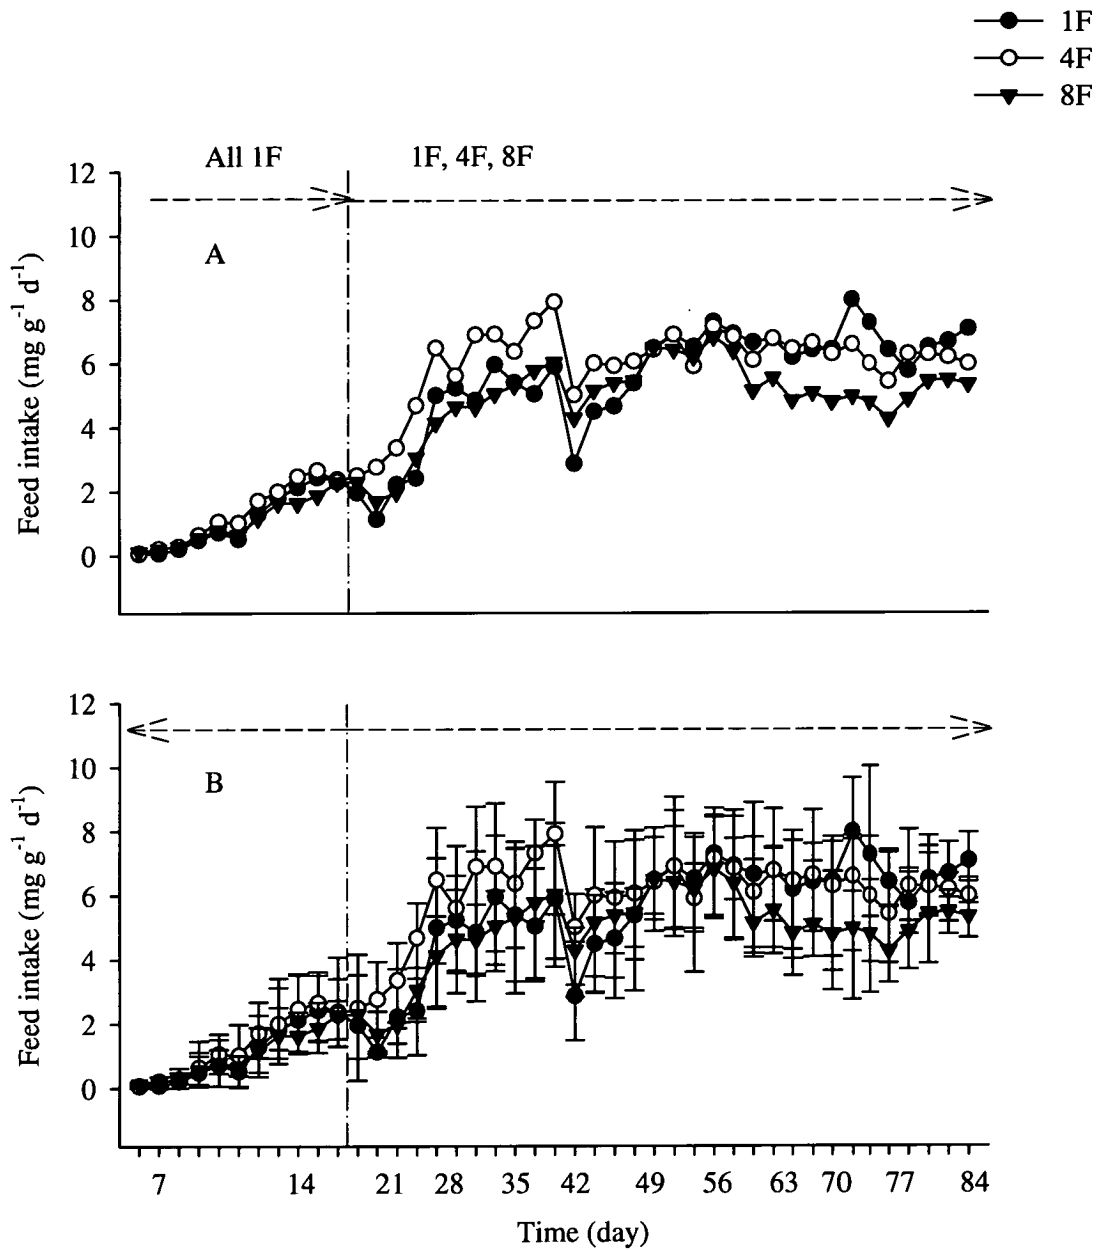 1F
4F
8F
All 1F 1F, 4F, 8F
12
10
8
6
4
2
0
A
Feed intake (mg g⁻¹ d⁻¹)
12
10
8
6
4
2
0
B
Feed intake (mg g⁻¹ d⁻¹)
7 14 21 28 35 42 49 56 63 70 77 84
Time (day)